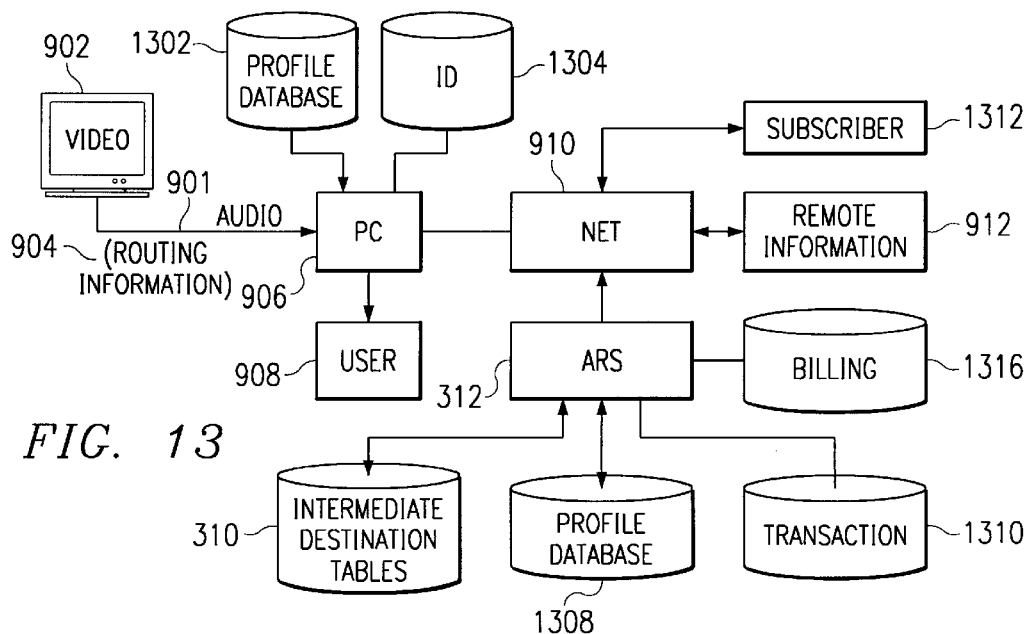 1302
902
PROFILE
DATABASE
ID
1304
VIDEO
901
AUDIO
904
(ROUTING
INFORMATION)
PC
906
910
NET
SUBSCRIBER
1312
REMOTE
INFORMATION
912
USER
908
ARS
312
BILLING
1316
FIG. 13
INTERMEDIATE
DESTINATION
TABLES
310
PROFILE
DATABASE
1308
TRANSACTION
1310